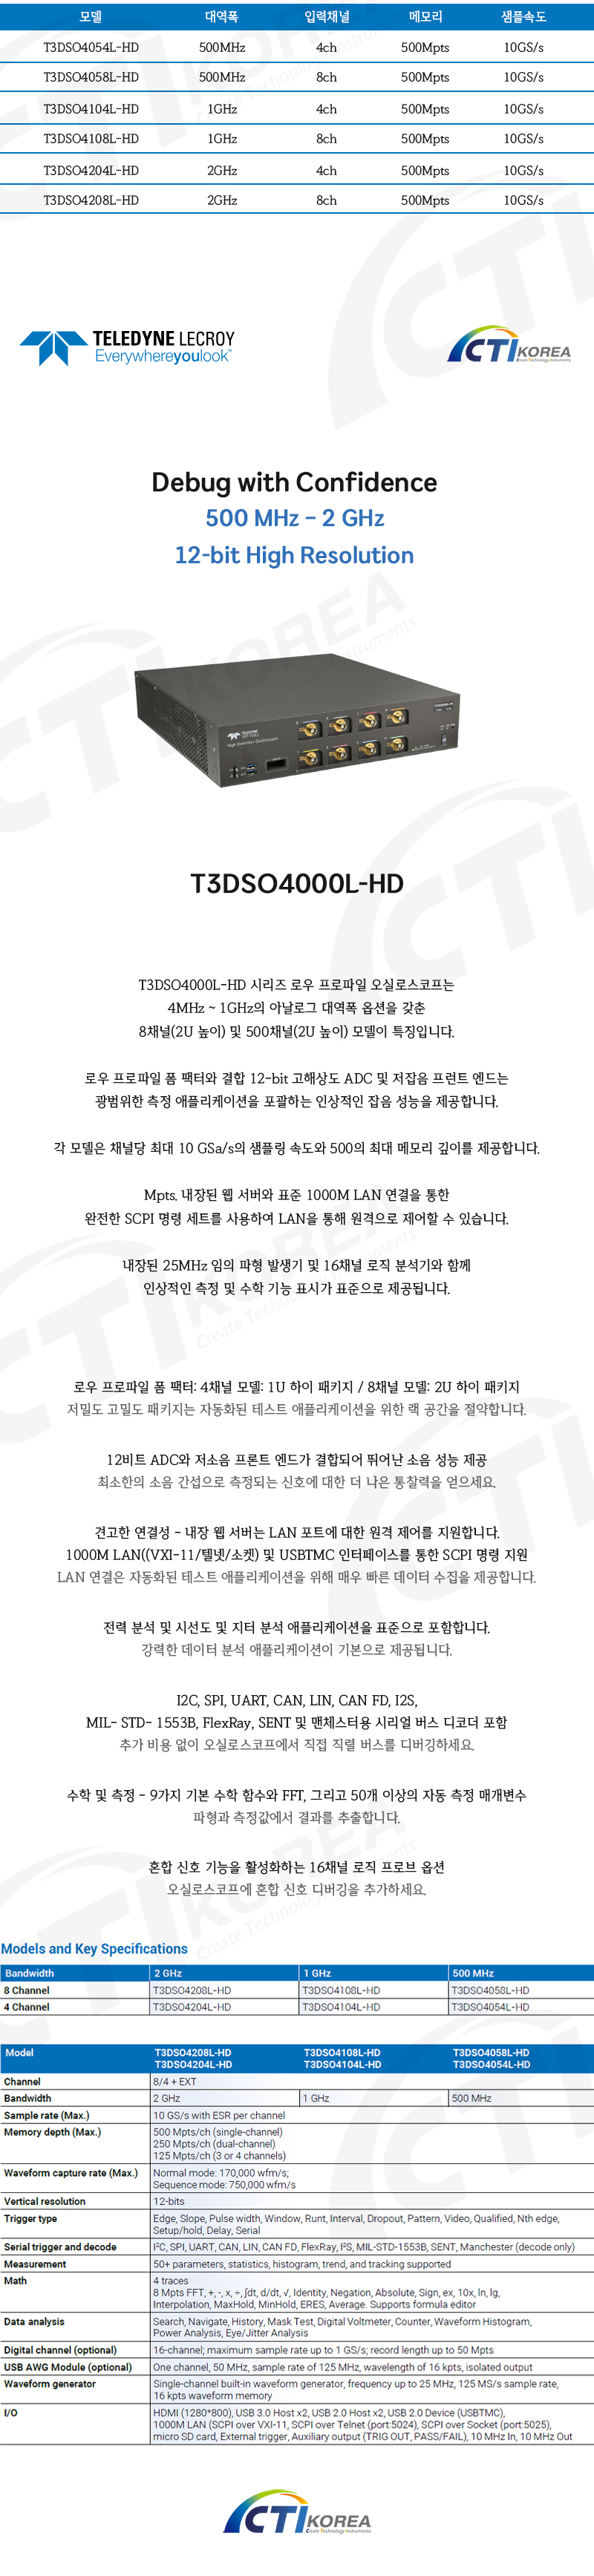 모델 대역폭 입력채널 메모리 샘플속도
T3DSO4054L-HD 500MHz 4ch 500Mpts 10GS/s
T3DSO4058L-HD 500MHz 8ch 500Mpts 10GS/s
T3DSO4104L-HD 1GHz 4ch 500Mpts 10GS/s
T3DSO4108L-HD 1GHz 8ch 500Mpts 10GS/s
T3DSO4204L-HD 2GHz 4ch 500Mpts 10GS/s
T3DSO4208L-HD 2GHz 8ch 500Mpts 10GS/s
TELEDYNE LECROY
Everywhereyoulook™
CTI KOREA
Create Technology Instruments
Debug with Confidence
500 MHz – 2 GHz
12-bit High Resolution
T3DSO4000L-HD
T3DSO4000L-HD 시리즈 로우 프로파일 오실로스코프는
4MHz ~ 1GHz의 아날로그 대역폭 옵션을 갖춘
8채널(2U 높이) 및 500채널(2U 높이) 모델이 특징입니다.
로우 프로파일 폼 팩터와 결합 12-bit 고해상도 ADC 및 저잡음 프런트 엔드는
광범위한 측정 애플리케이션을 포괄하는 인상적인 잡음 성능을 제공합니다.
각 모델은 채널당 최대 10 GSa/s의 샘플링 속도와 500의 최대 메모리 깊이를 제공합니다.
Mpts. 내장된 웹 서버와 표준 1000M LAN 연결을 통한
완전한 SCPI 명령 세트를 사용하여 LAN을 통해 원격으로 제어할 수 있습니다.
내장된 25MHz 임의 파형 발생기 및 16채널 로직 분석기와 함께
인상적인 측정 및 수학 기능 표시가 표준으로 제공됩니다.
로우 프로파일 폼 팩터: 4채널 모델: 1U 하이 패키지 / 8채널 모델: 2U 하이 패키지
저밀도 고밀도 패키지는 자동화된 테스트 애플리케이션을 위한 랙 공간을 절약합니다.
12비트 ADC와 저소음 프론트 엔드가 결합되어 뛰어난 소음 성능 제공
최소한의 소음 간섭으로 측정되는 신호에 대한 더 나은 통찰력을 얻으세요.
견고한 연결성 - 내장 웹 서버는 LAN 포트에 대한 원격 제어를 지원합니다.
1000M LAN((VXI-11/텔넷/소켓) 및 USBTMC 인터페이스를 통한 SCPI 명령 지원
LAN 연결은 자동화된 테스트 애플리케이션을 위해 매우 빠른 데이터 수집을 제공합니다.
전력 분석 및 시선도 및 지터 분석 애플리케이션을 표준으로 포함합니다.
강력한 데이터 분석 애플리케이션이 기본으로 제공됩니다.
I2C, SPI, UART, CAN, LIN, CAN FD, I2S,
MIL- STD- 1553B, FlexRay, SENT 및 맨체스터용 시리얼 버스 디코더 포함
추가 비용 없이 오실로스코프에서 직접 직렬 버스를 디버깅하세요.
수학 및 측정 - 9가지 기본 수학 함수와 FFT, 그리고 50개 이상의 자동 측정 매개변수
파형과 측정값에서 결과를 추출합니다.
혼합 신호 기능을 활성화하는 16채널 로직 프로브 옵션
오실로스코프에 혼합 신호 디버깅을 추가하세요.
Models and Key Specifications
Bandwidth 2 GHz 1 GHz 500 MHz
8 Channel T3DSO4208L-HD T3DSO4108L-HD T3DSO4058L-HD
4 Channel T3DSO4204L-HD T3DSO4104L-HD T3DSO4054L-HD
Model T3DSO4208L-HD T3DSO4108L-HD T3DSO4058L-HD
T3DSO4204L-HD T3DSO4104L-HD T3DSO4054L-HD
Channel 8/4 + EXT
Bandwidth 2 GHz 1 GHz 500 MHz
Sample rate (Max.) 10 GS/s with ESR per channel
Memory depth (Max.) 500 Mpts/ch (single-channel)
250 Mpts/ch (dual-channel)
125 Mpts/ch (3 or 4 channels)
Waveform capture rate (Max.) Normal mode: 170,000 wfm/s;
Sequence mode: 750,000 wfm/s
Vertical resolution 12-bits
Trigger type Edge, Slope, Pulse width, Window, Runt, Interval, Dropout, Pattern, Video, Qualified, Nth edge,
Setup/hold, Delay, Serial
Serial trigger and decode I²C, SPI, UART, CAN, LIN, CAN FD, FlexRay, I²S, MIL-STD-1553B, SENT, Manchester (decode only)
Measurement 50+ parameters, statistics, histogram, trend, and tracking supported
Math 4 traces
8 Mpts FFT, +, -, x, ÷, ∫dt, d/dt, √, Identity, Negation, Absolute, Sign, ex, 10x, ln, lg,
Interpolation, MaxHold, MinHold, ERES, Average. Supports formula editor
Data analysis Search, Navigate, History, Mask Test, Digital Voltmeter, Counter, Waveform Histogram,
Power Analysis, Eye/Jitter Analysis
Digital channel (optional) 16-channel; maximum sample rate up to 1 GS/s; record length up to 50 Mpts
USB AWG Module (optional) One channel, 50 MHz, sample rate of 125 MHz, wavelength of 16 kpts, isolated output
Waveform generator Single-channel built-in waveform generator, frequency up to 25 MHz, 125 MS/s sample rate,
16 kpts waveform memory
I/O HDMI (1280*800), USB 3.0 Host x2, USB 2.0 Host x2, USB 2.0 Device (USBTMC),
1000M LAN (SCPI over VXI-11, SCPI over Telnet (port:5024), SCPI over Socket (port:5025),
micro SD card, External trigger, Auxiliary output (TRIG OUT, PASS/FAIL), 10 MHz In, 10 MHz Out
CTI KOREA
Create Technology Instruments